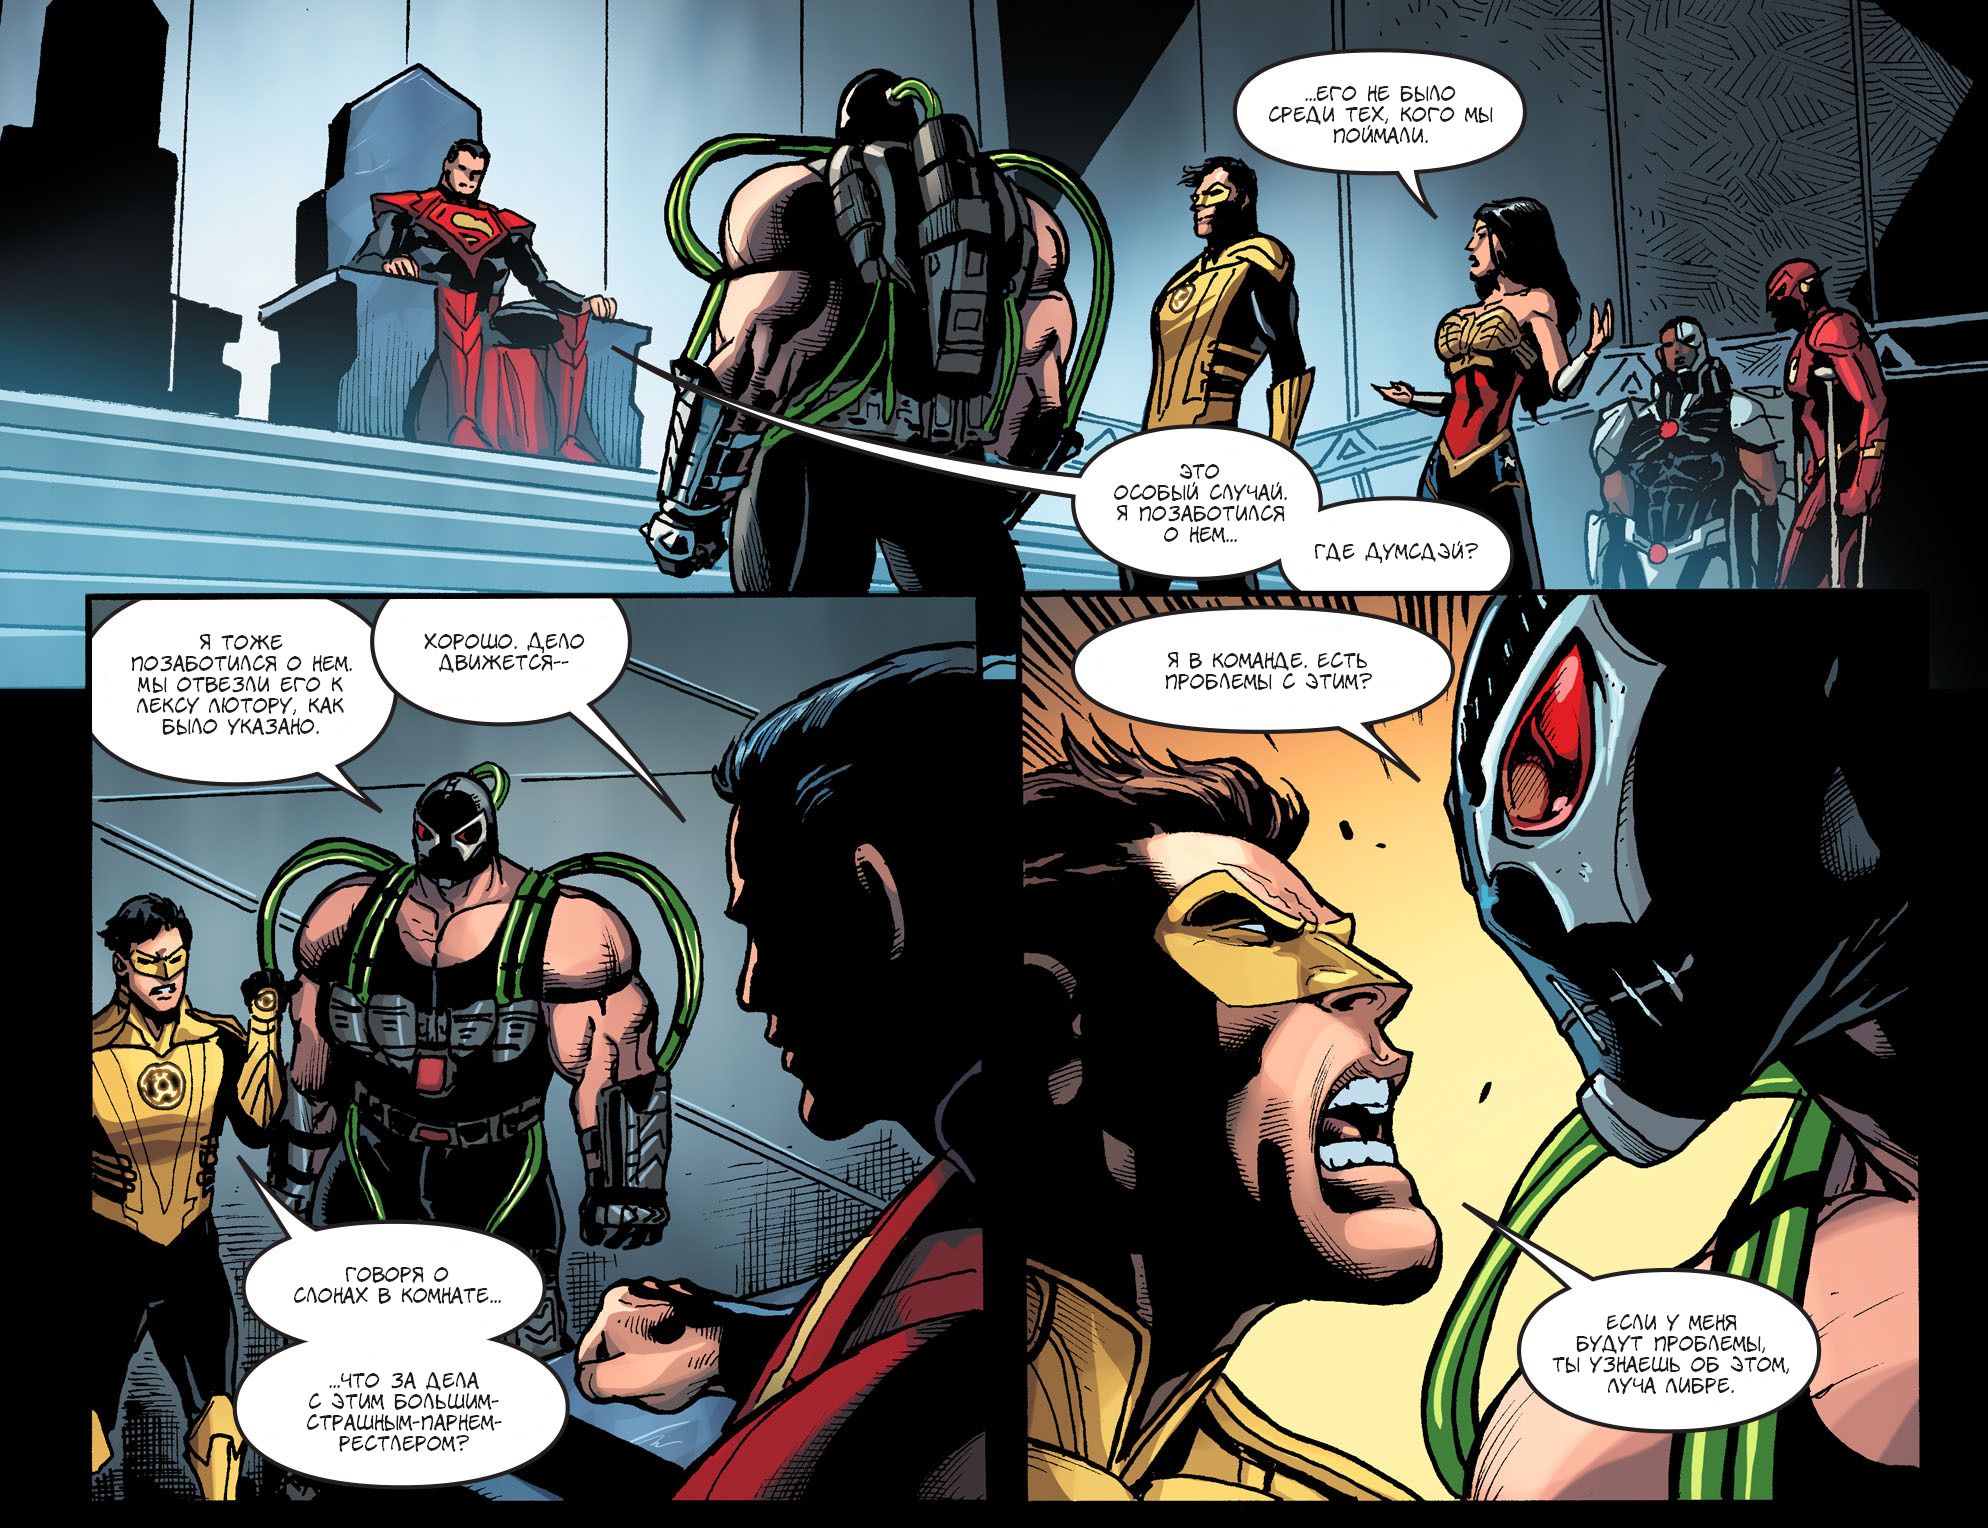 ...ЕГО НЕ БЫЛО
СРЕДИ ТЕХ, КОГО МЫ
ПОЙМАЛИ.
ЭТО
ОСОБЫЙ СЛУЧАЙ.
Я ПОЗАБОТИЛСЯ
О НЕМ...
ГДЕ ДУМСДЭЙ?
Я ТОЖЕ
ПОЗАБОТИЛСЯ О НЕМ.
МЫ ОТВЕЗЛИ ЕГО К
ЛЕКСУ ЛЮТОРУ, КАК
БЫЛО УКАЗАНО.
ХОРОШО. ДЕЛО
ДВИЖЕТСЯ--
ГОВОРЯ О
СЛОНАХ В КОМНАТЕ...
...ЧТО ЗА ДЕЛА
С ЭТИМ БОЛЬШИМ-
СТРАШНЫМ-ПАРНЕМ-
РЕСТЛЕРОМ?
Я В КОМАНДЕ. ЕСТЬ
ПРОБЛЕМЫ С ЭТИМ?
ЕСЛИ У МЕНЯ
БУДУТ ПРОБЛЕМЫ,
ТЫ УЗНАЕШЬ ОБ ЭТОМ,
ЛУЧА ЛИБРЕ.